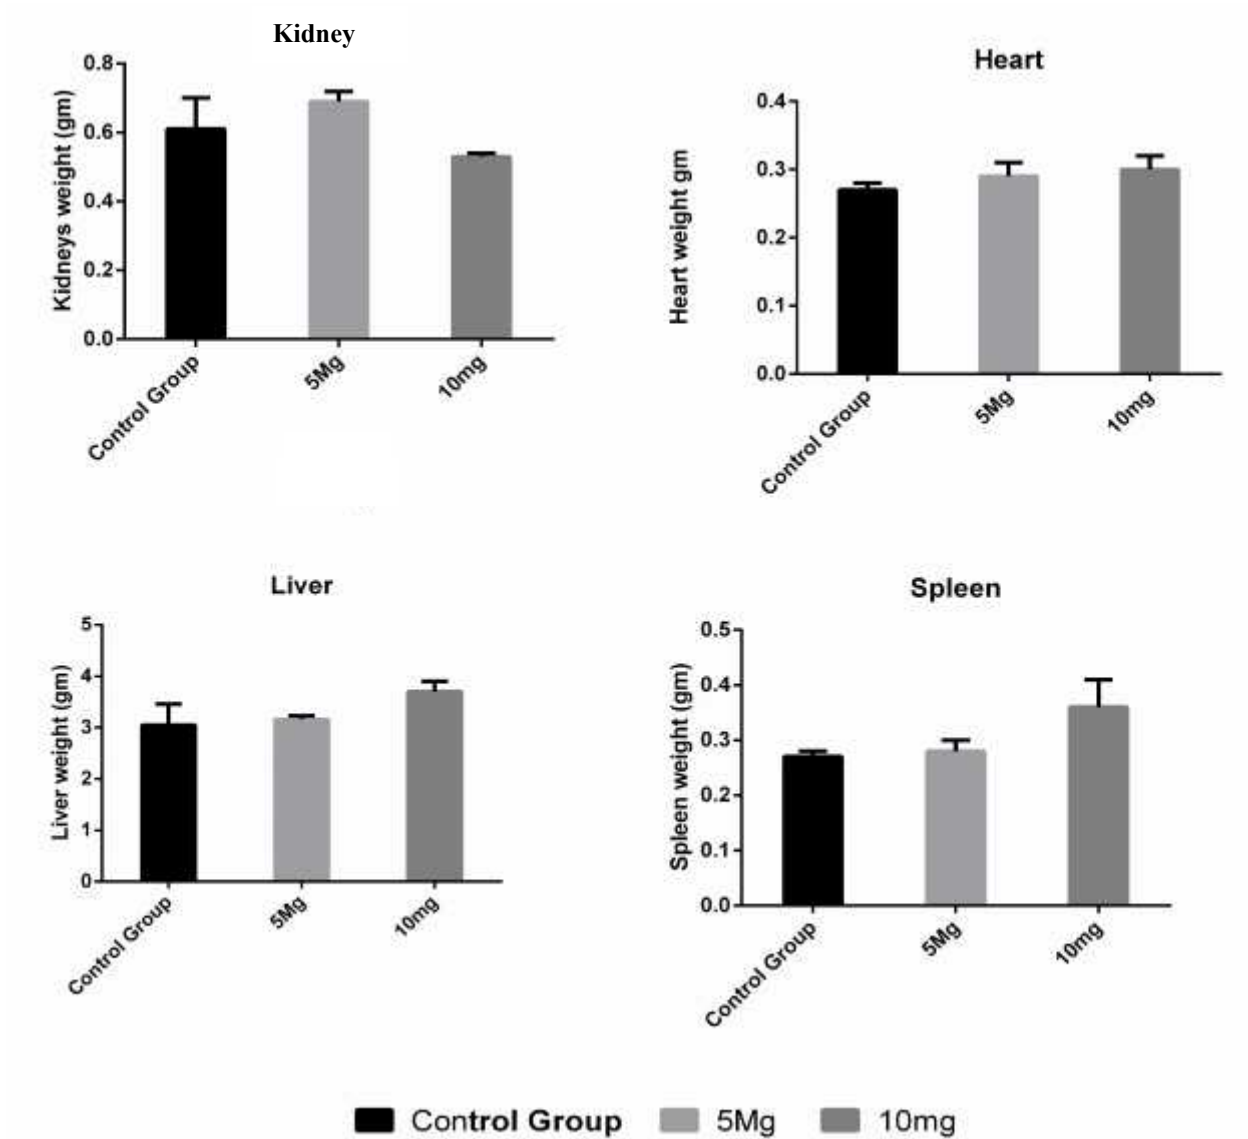 Kidney
Kidneys weight (gm)
0.8
0.6
0.4
0.2
0.0
Control Group
5Mg
10mg
Heart
Heart weight gm
0.4
0.3
0.2
0.1
0.0
Control Group
5Mg
10mg
Liver
Liver weight (gm)
5
4
3
2
1
0
Control Group
5Mg
10mg
Spleen
Spleen weight (gm)
0.5
0.4
0.3
0.2
0.1
0.0
Control Group
5Mg
10mg
Control Group 5Mg 10mg